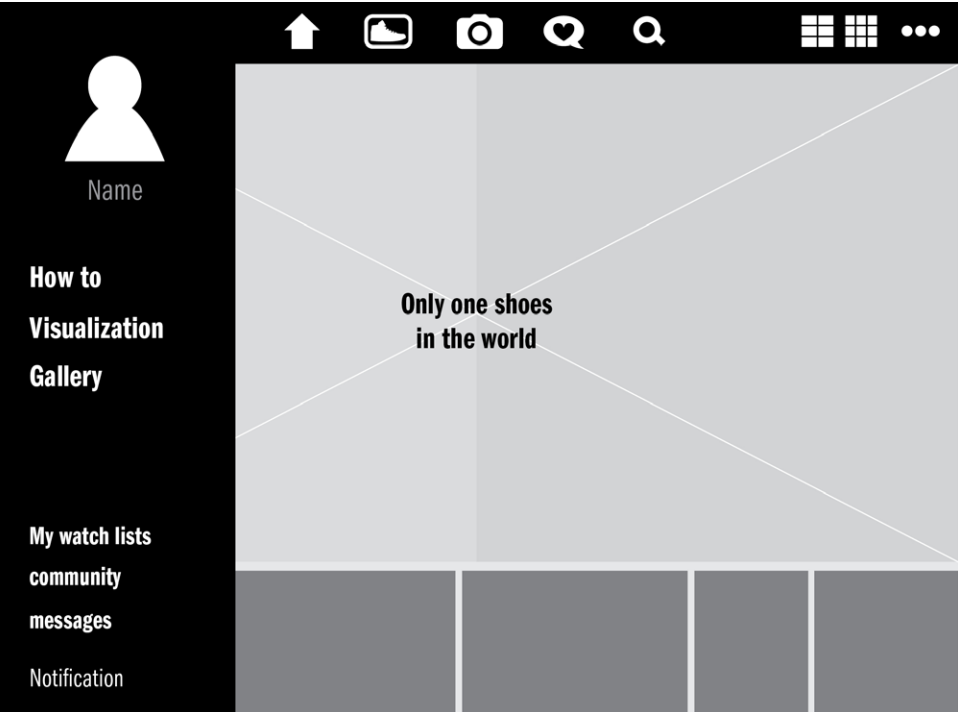 Name
How to
Visualization
Gallery
My watch lists
community
messages
Notification
Only one shoes
in the world